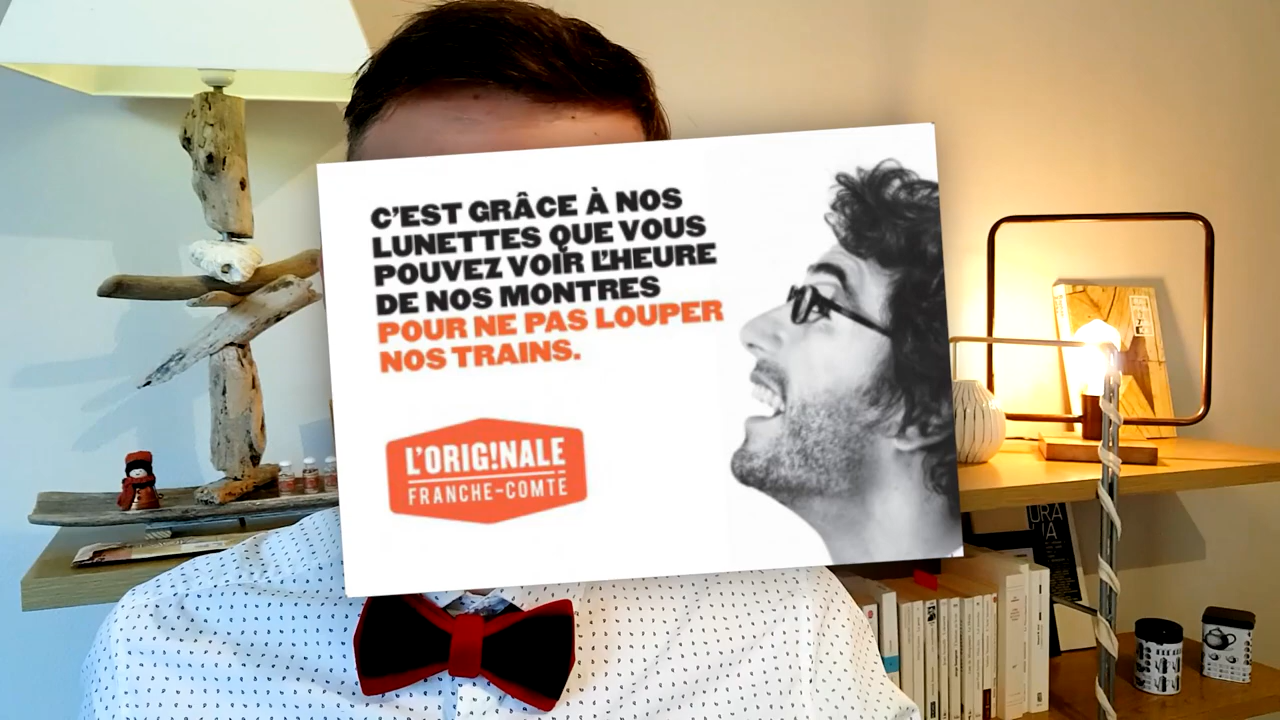 C'EST GRÂCE À NOS
LUNETTES QUE VOUS
POUVEZ VOIR L'HEURE
DE NOS MONTRES
POUR NE PAS LOUPER
NOS TRAINS.
L'ORIG!NALE
FRANCHE-COMTE